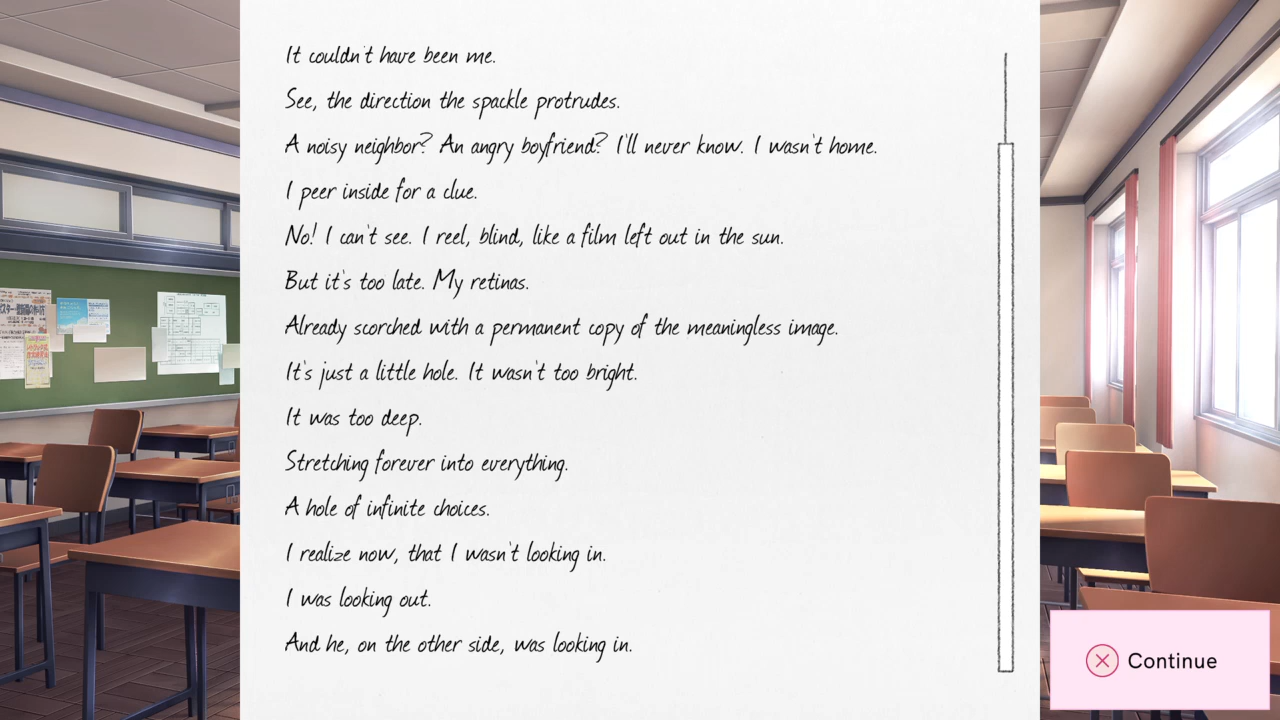 It couldn't have been me.
See, the direction the spackle protrudes.
A noisy neighbor? An angry boyfriend? I'll never know. I wasn't home.
I peer inside for a clue.
No! I can't see. I reel, blind, like a film left out in the sun.
But it's too late. My retinas.
Already scorched with a permanent copy of the meaningless image.
It's just a little hole. It wasn't too bright.
It was too deep.
Stretching forever into everything.
A hole of infinite choices.
I realize now, that I wasn't looking in.
I was looking out.
And he, on the other side, was looking in.
Continue